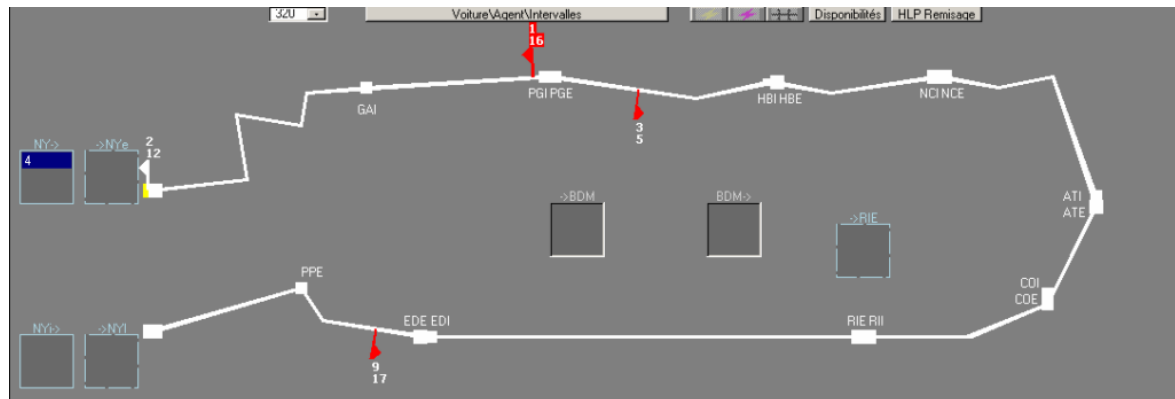 320
Voiture\Agent\Intervalles
Disponibilités
HLP Remisage
1
16
PGI PGE
GAI
HBI HBE
NCI NCE
3
5
NY->
->NYe
2
12
4
->BDM
BDM->
->RIE
ATI
ATE
PPE
COI
COE
EDE EDI
RIE RII
NYi->
->NYI
9
17